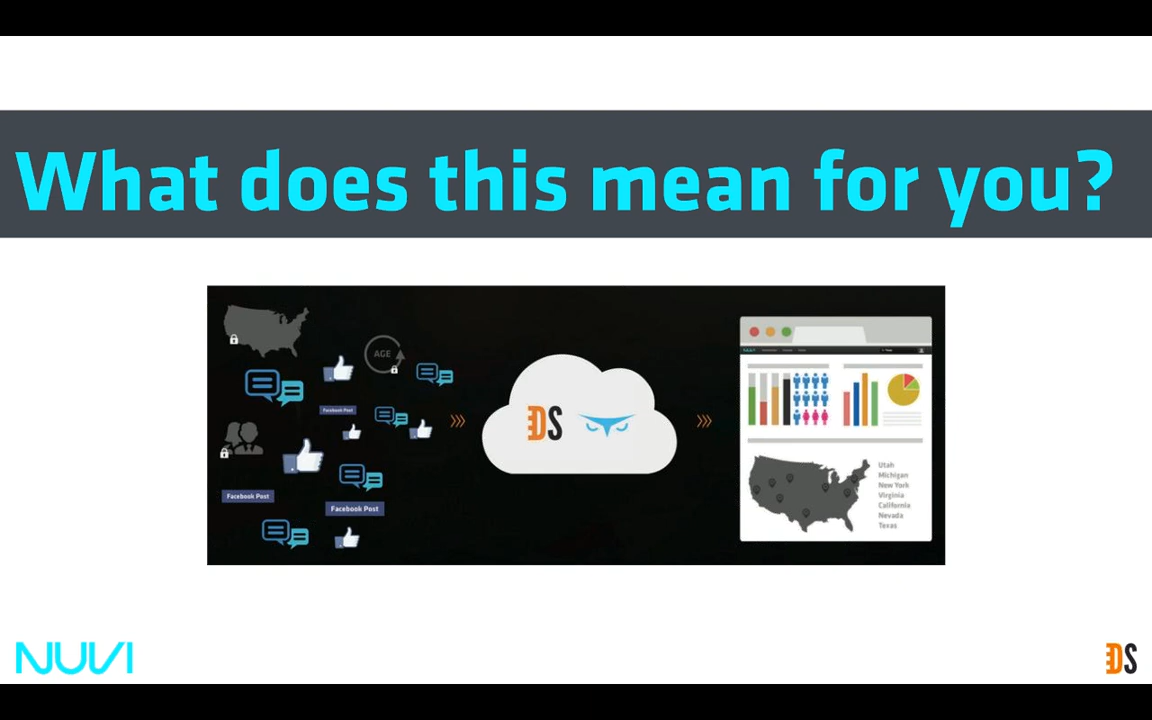 What does this mean for you?
AGE
Facebook Post
Facebook Post
Facebook Post
DS
Utah
Michigan
New York
Virginia
California
Nevada
Texas
NUVI
DS